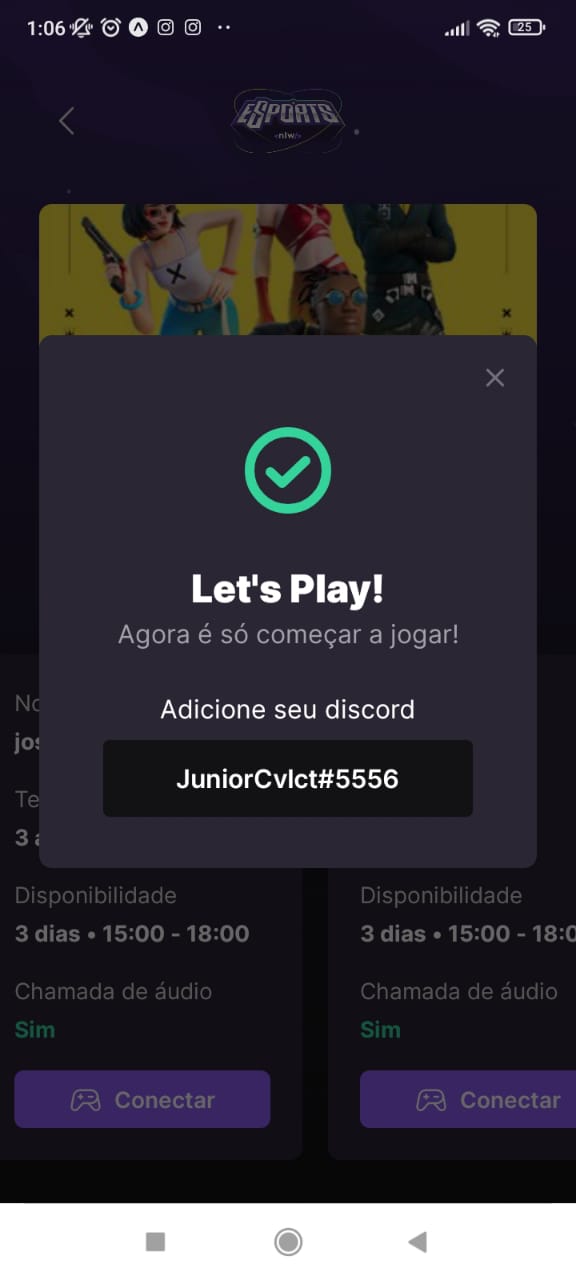 1:06
25
ESPORTS
<nlw/>
Let's Play!
Agora é só começar a jogar!
Adicione seu discord
JuniorCvlct#5556
No
jos
Te
3 a
Disponibilidade
3 dias • 15:00 - 18:00
Chamada de áudio
Sim
Conectar
Disponibilidade
3 dias • 15:00 - 18:0
Chamada de áudio
Sim
Conectar